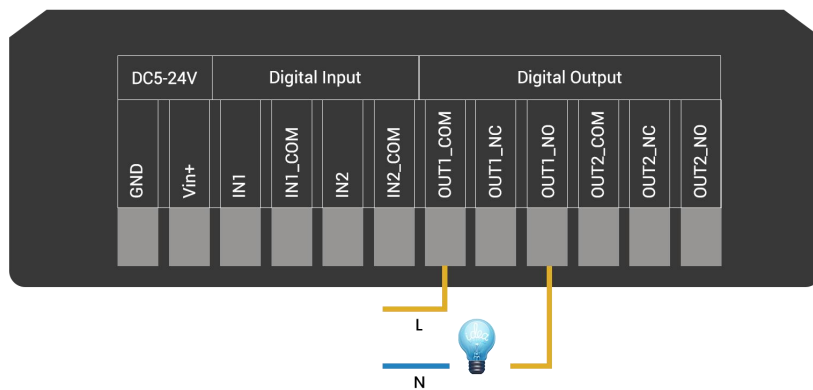 DC5-24V Digital Input Digital Output
GND Vin+ IN1 IN1_COM IN2 IN2_COM OUT1_COM OUT1_NC OUT1_NO OUT2_COM OUT2_NC OUT2_NO
L
N